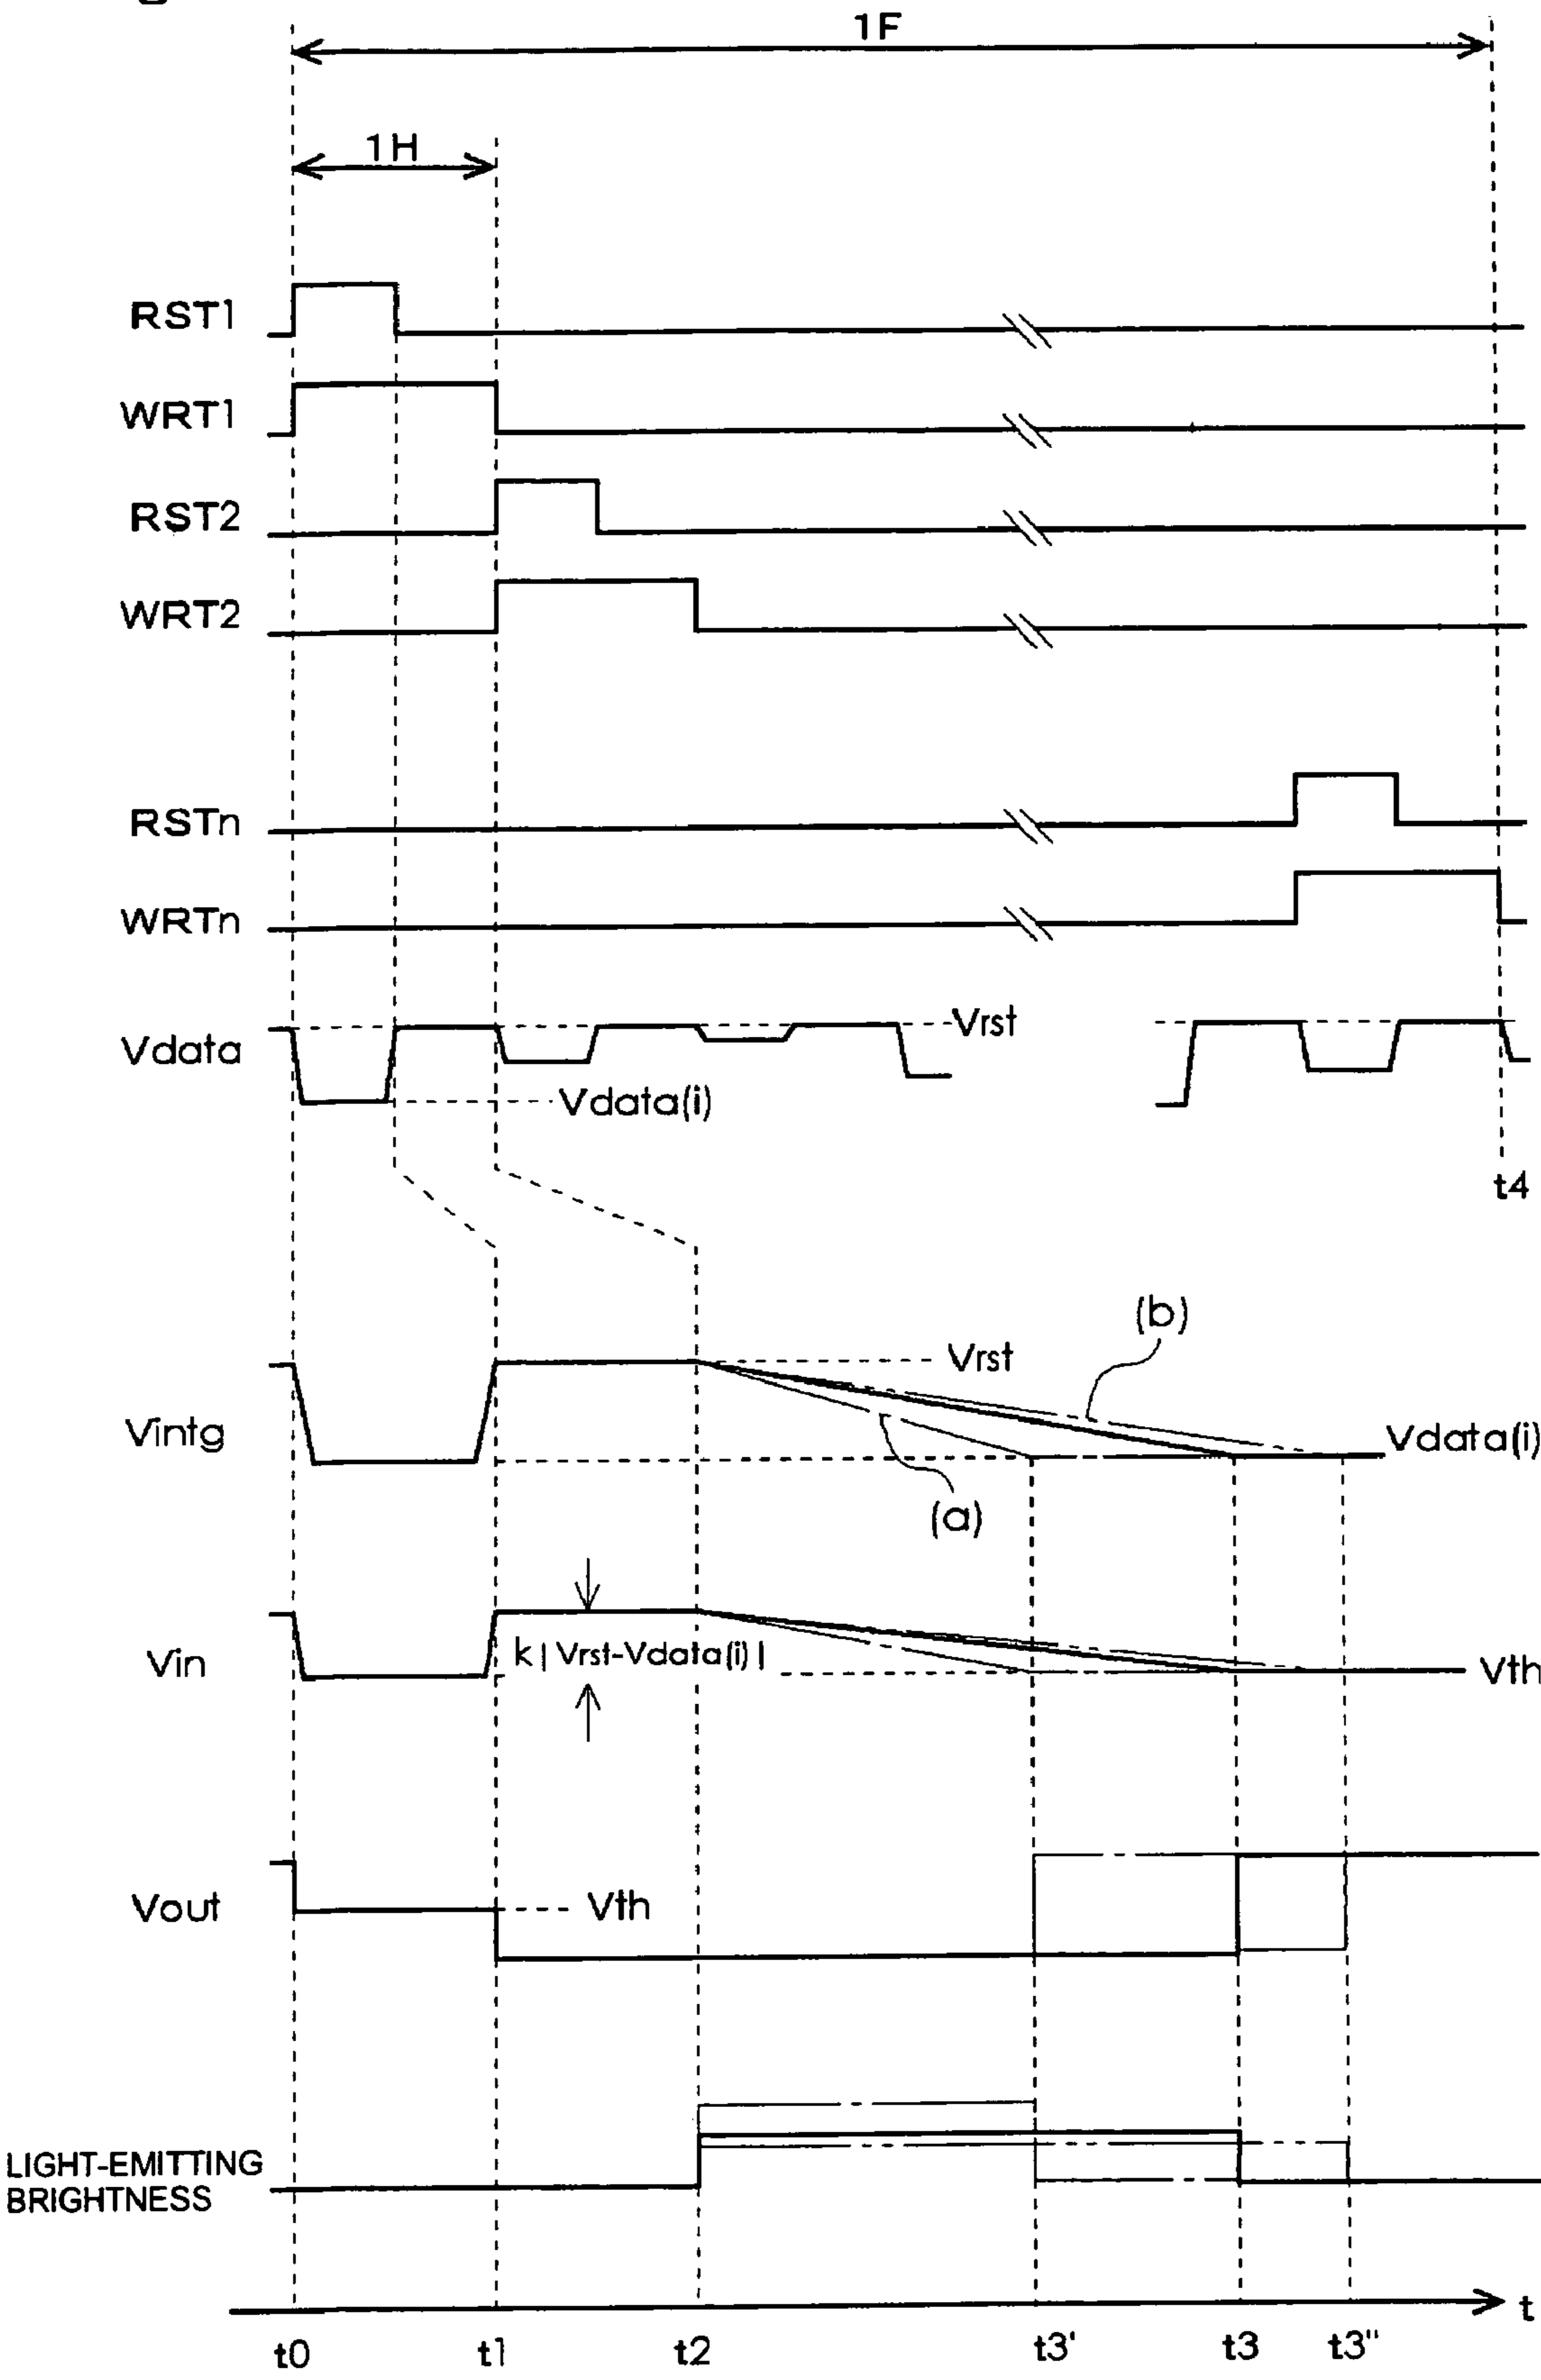 1F
1H
RST1
WRT1
RST2
WRT2
RSTn
WRTn
Vdata
Vrst
Vdata(i)
t4
(b)
Vrst
Vintg
Vdata(i)
(a)
Vin
k|Vrst-Vdata(i)|
Vth
Vout
Vth
LIGHT-EMITTING
BRIGHTNESS
t
t0 t1 t2 t3' t3 t3"